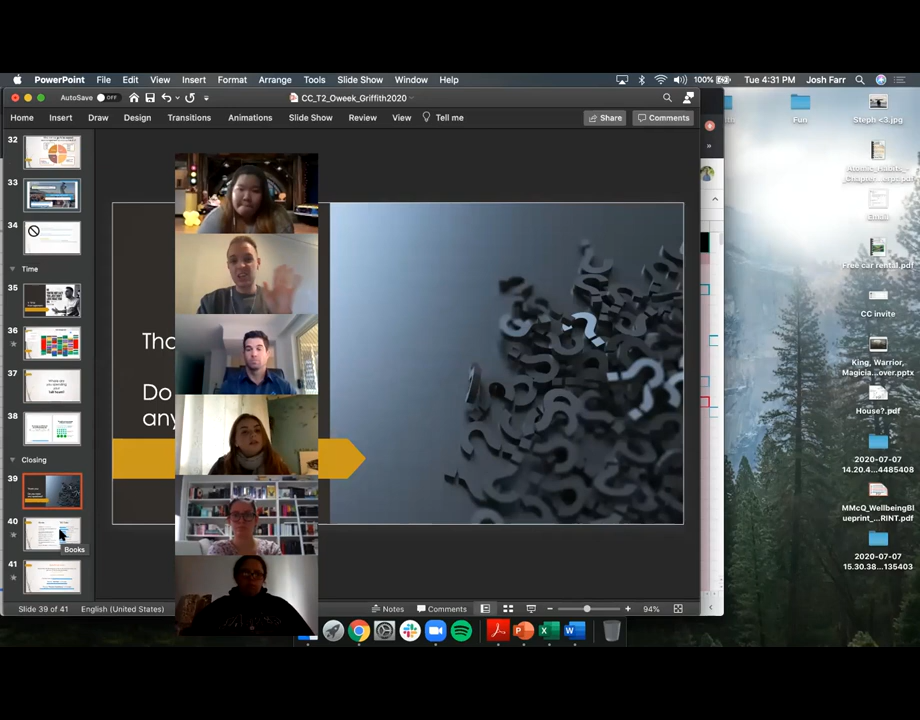 PowerPoint File Edit View Insert Format Arrange Tools Slide Show Window Help 100% Tue 4:31 PM Josh Farr
AutoSave OFF CC_T2_Oweek_Griffith2020
Home Insert Draw Design Transitions Animations Slide Show Review View Tell me Share Comments
32
33
34
Time
35
36
37
38
Closing
39
40
Books
41
Tha
Do
any
Slide 39 of 41 English (United States) Notes Comments 94%
Fun
Steph <3.jpg
Atomic_Habits_-
Email
Free car rental.pdf
CC invite
King, Warrior,
Magicia...over.pptx
House?.pdf
2020-07-07
14.20.4...4485408
MMcQ_WellbeingBl
ueprint_...RINT.pdf
2020-07-07
15.30.38...135403